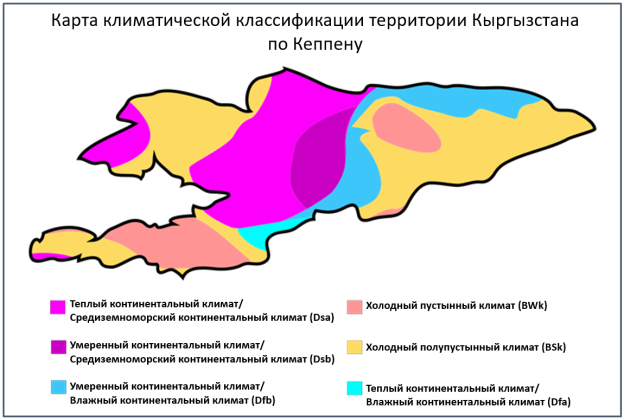 Карта климатической классификации территории Кыргызстана
по Кеппену
Теплый континентальный климат/
Средиземноморский континентальный климат (Dsa)
Умеренный континентальный климат/
Средиземноморский континентальный климат (Dsb)
Умеренный континентальный климат/
Влажный континентальный климат (Dfb)
Холодный пустынный климат (BWk)
Холодный полупустынный климат (BSk)
Теплый континентальный климат/
Влажный континентальный климат (Dfa)